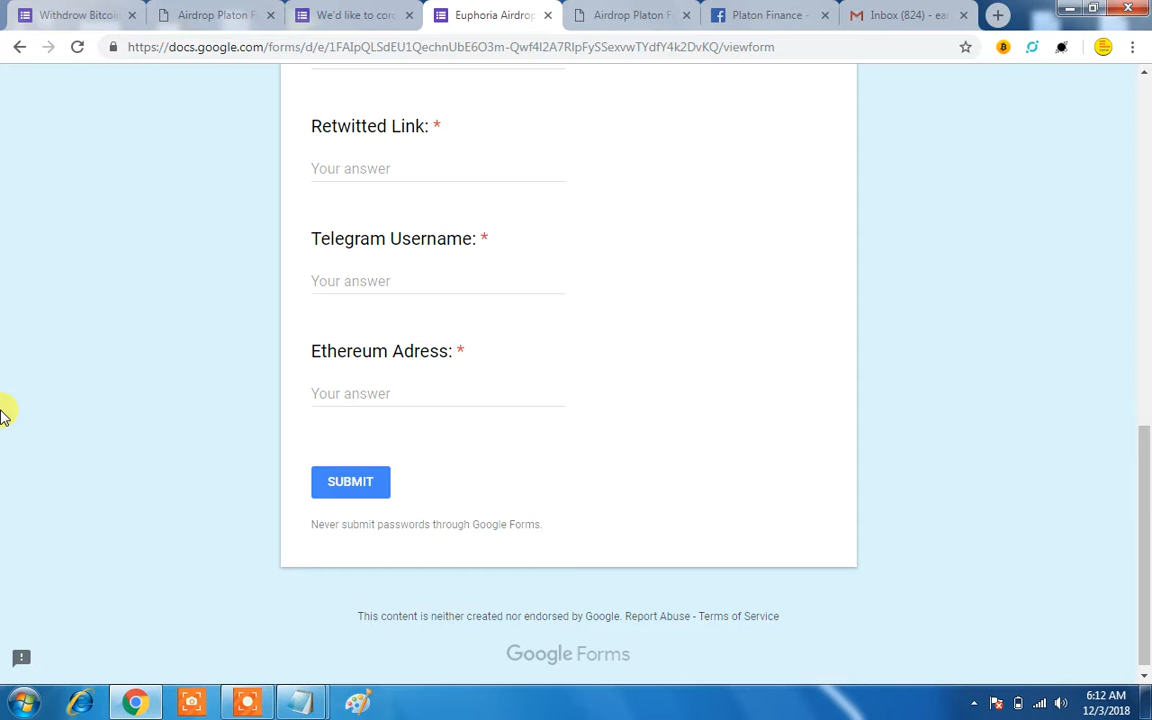 Withdrow Bitcoi
Airdrop Platon F
We'd like to cor
Euphoria Airdrop
Airdrop Platon F
Platon Finance -
Inbox (824) - ea
https://docs.google.com/forms/d/e/1FAIpQLSdEU1QechnUbE6O3m-Qwf4I2A7RIpFySSexvwTYdfY4k2DvKQ/viewform
Retwitted Link: *
Your answer
Telegram Username: *
Your answer
Ethereum Adress: *
Your answer
SUBMIT
Never submit passwords through Google Forms.
This content is neither created nor endorsed by Google. Report Abuse - Terms of Service
Google Forms
6:12 AM
12/3/2018